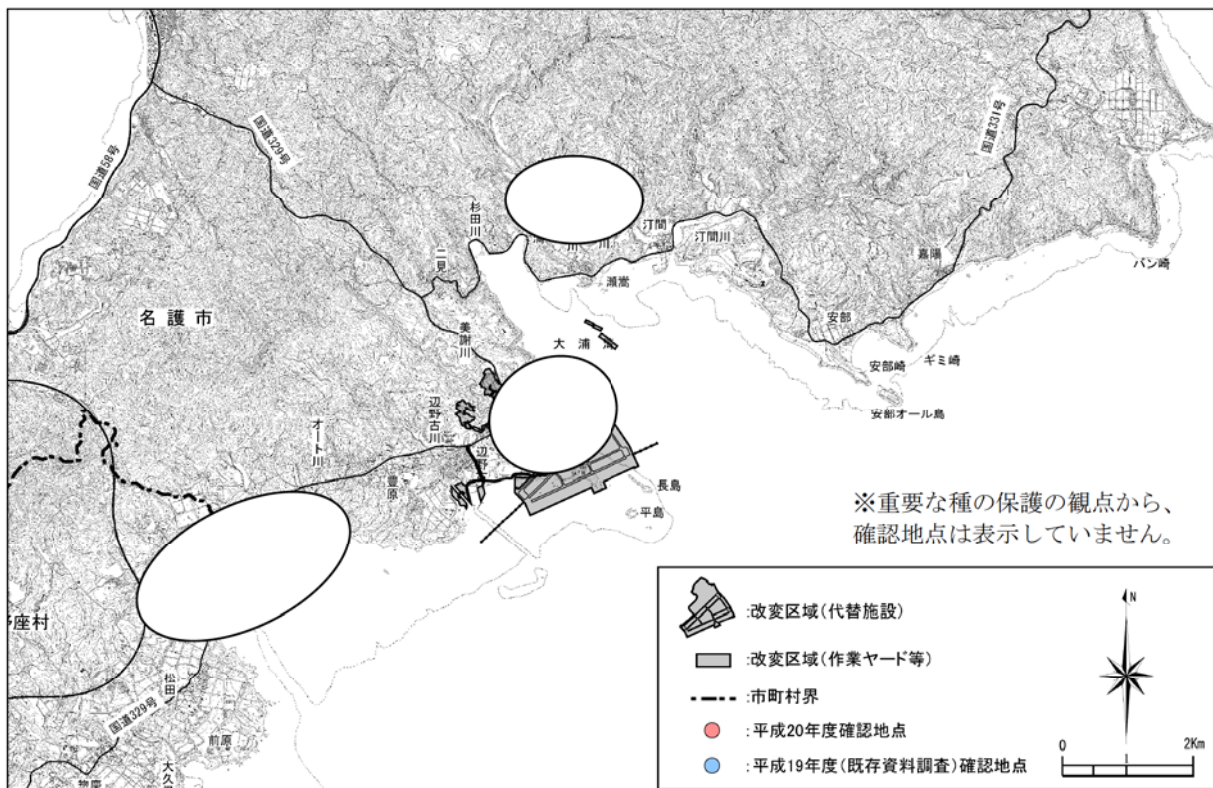 国道58号
国道329号
国道331号
杉田川
二見
汀間
汀間川
瀬嵩
嘉陽
バン崎
名護市
美謝川
大浦
安部
安部崎
ギミ崎
安部オール島
辺野古川
オート川
豊原
辺野
長島
平島
※重要な種の保護の観点から、
確認地点は表示していません。
座村
松田
国道329号
前原
大久
惣座
:改変区域(代替施設)
:改変区域(作業ヤード等)
:市町村界
:平成20年度確認地点
:平成19年度(既存資料調査)確認地点
N
0
2Km